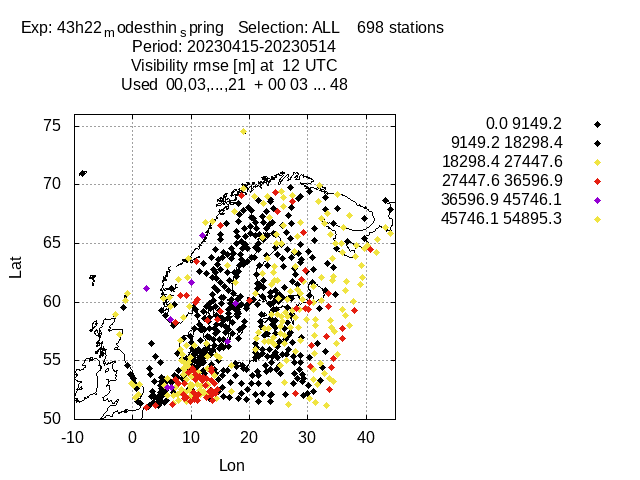 Exp: 43h22modesthinspring Selection: ALL 698 stations
Period: 20230415-20230514
Visibility rmse [m] at 12 UTC
Used 00,03,...,21 + 00 03 ... 48
0.0 9149.2
9149.2 18298.4
18298.4 27447.6
27447.6 36596.9
36596.9 45746.1
45746.1 54895.3
75
70
65
60
55
50
Lat
-10 0 10 20 30 40
Lon